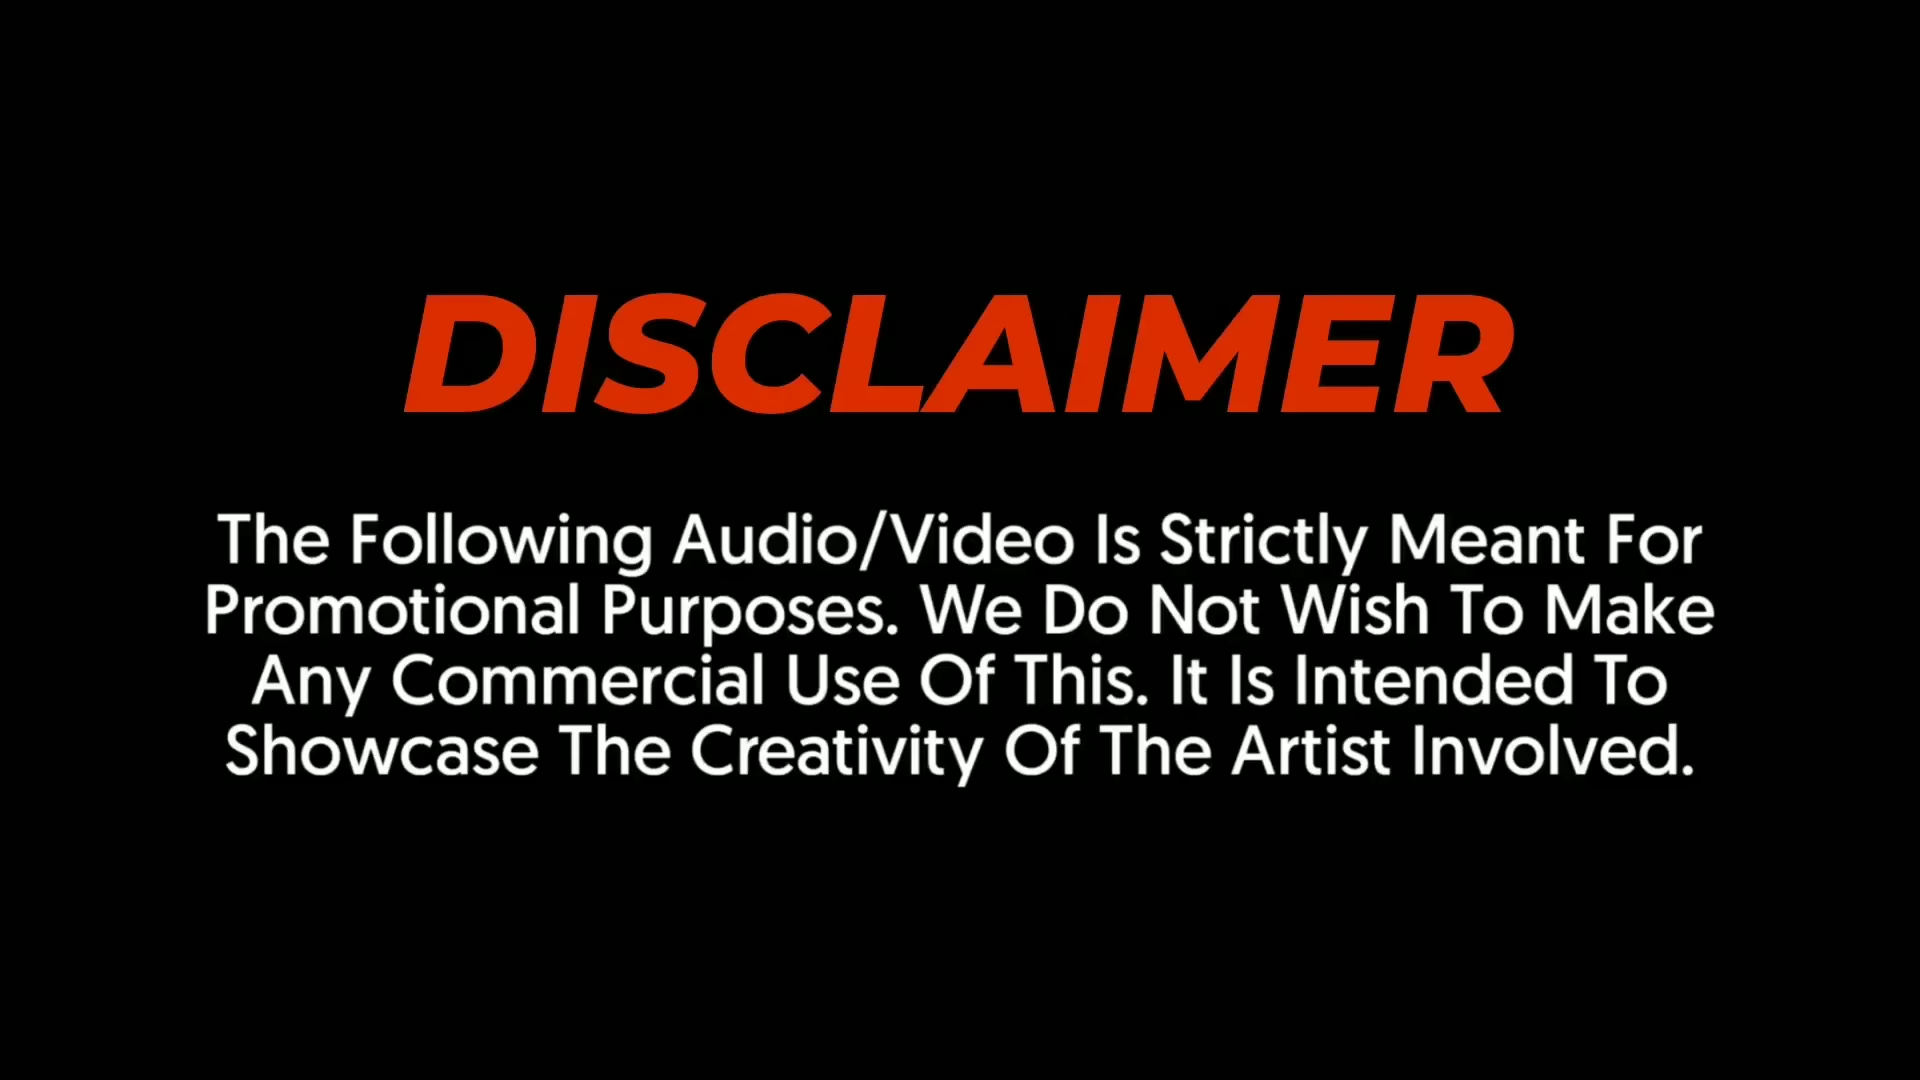 DISCLAIMER
The Following Audio/Video Is Strictly Meant For
Promotional Purposes. We Do Not Wish To Make
Any Commercial Use Of This. It Is Intended To
Showcase The Creativity Of The Artist Involved.